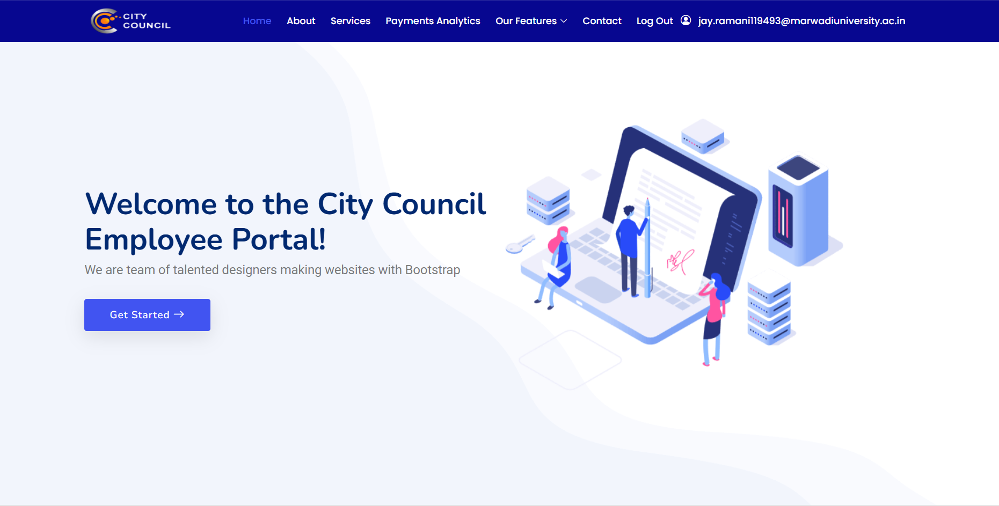 CITY
COUNCIL
Home About Services Payments Analytics Our Features Contact Log Out jay.ramani119493@marwadiuniversity.ac.in
Welcome to the City Council
Employee Portal!
We are team of talented designers making websites with Bootstrap
Get Started →